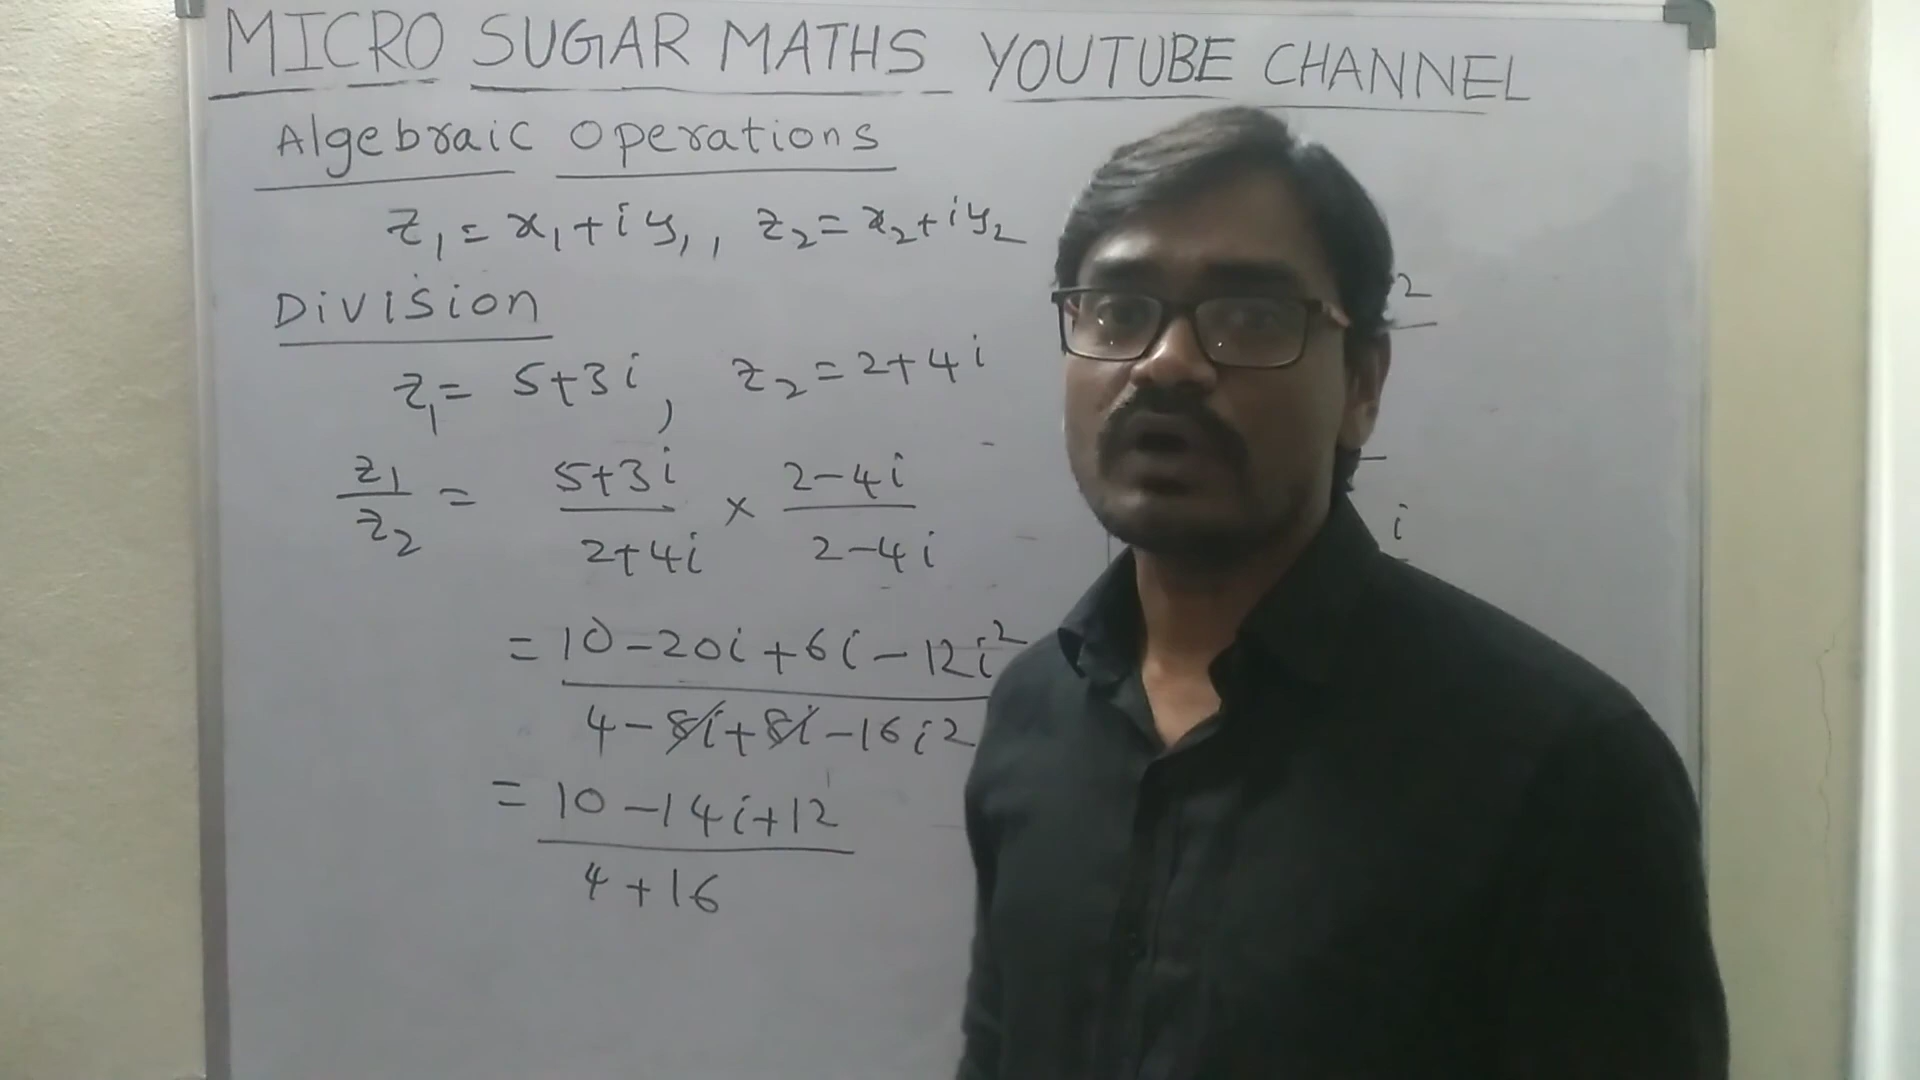 MICRO SUGAR MATHS YOUTUBE CHANNEL
Algebraic Operations
z₁ = x₁ + iy₁, z₂ = x₂ + iy₂
Division
z₁ = 5+3i, z₂ = 2+4i
z₁/z₂ = (5+3i)/(2+4i) × (2-4i)/(2-4i)
= (10-20i+6i-12i²)/(4-8i+8i-16i²)
= (10-14i+12)/(4+16)
2
i